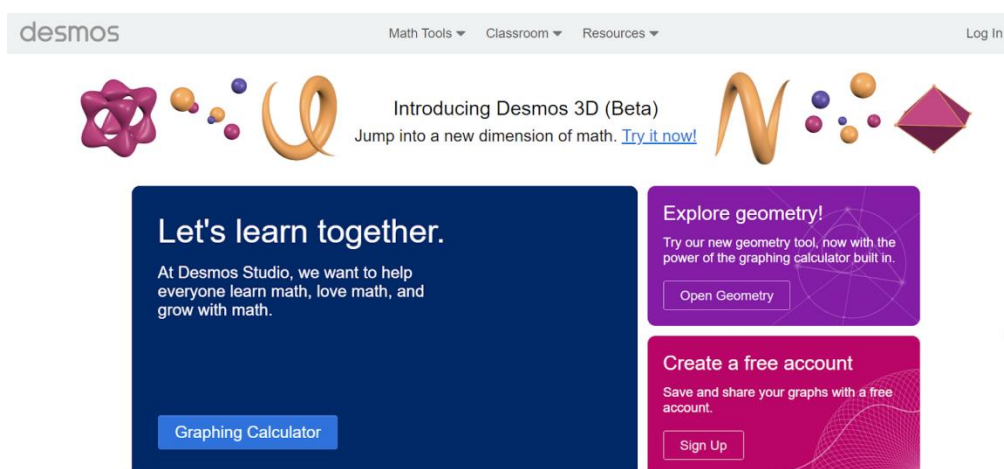 desmos
Math Tools
Classroom
Resources
Log In
Introducing Desmos 3D (Beta)
Jump into a new dimension of math. Try it now!
Let's learn together.
At Desmos Studio, we want to help
everyone learn math, love math, and
grow with math.
Graphing Calculator
Explore geometry!
Try our new geometry tool, now with the
power of the graphing calculator built in.
Open Geometry
Create a free account
Save and share your graphs with a free
account.
Sign Up